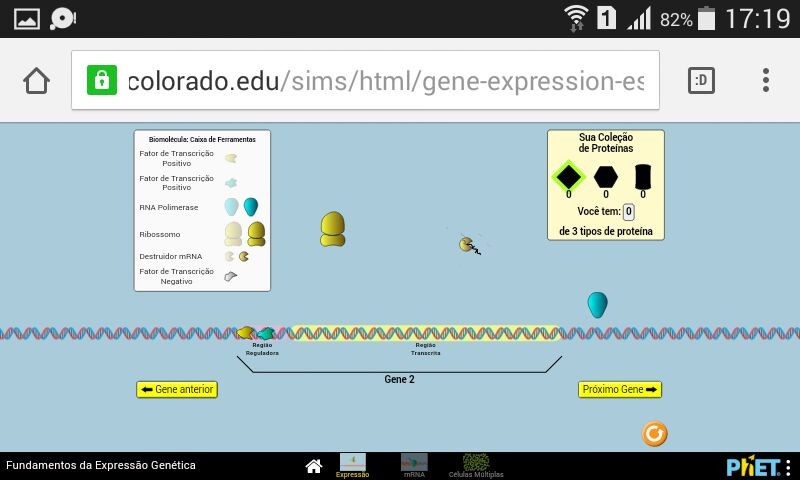 1
82%
17:19
colorado.edu/sims/html/gene-expression-es
:D
Biomolécula: Caixa de Ferramentas
Fator de Transcrição
Positivo
Fator de Transcrição
Positivo
RNA Polimerase
Ribossomo
Destruidor mRNA
Fator de Transcrição
Negativo
Sua Coleção
de Proteínas
0 0 0
Você tem: 0
de 3 tipos de proteína
Região
Reguladora
Região
Transcrita
Gene 2
Gene anterior
Próximo Gene
Fundamentos da Expressão Genética
Expressão
mRNA
Células Múltiplas
PhET